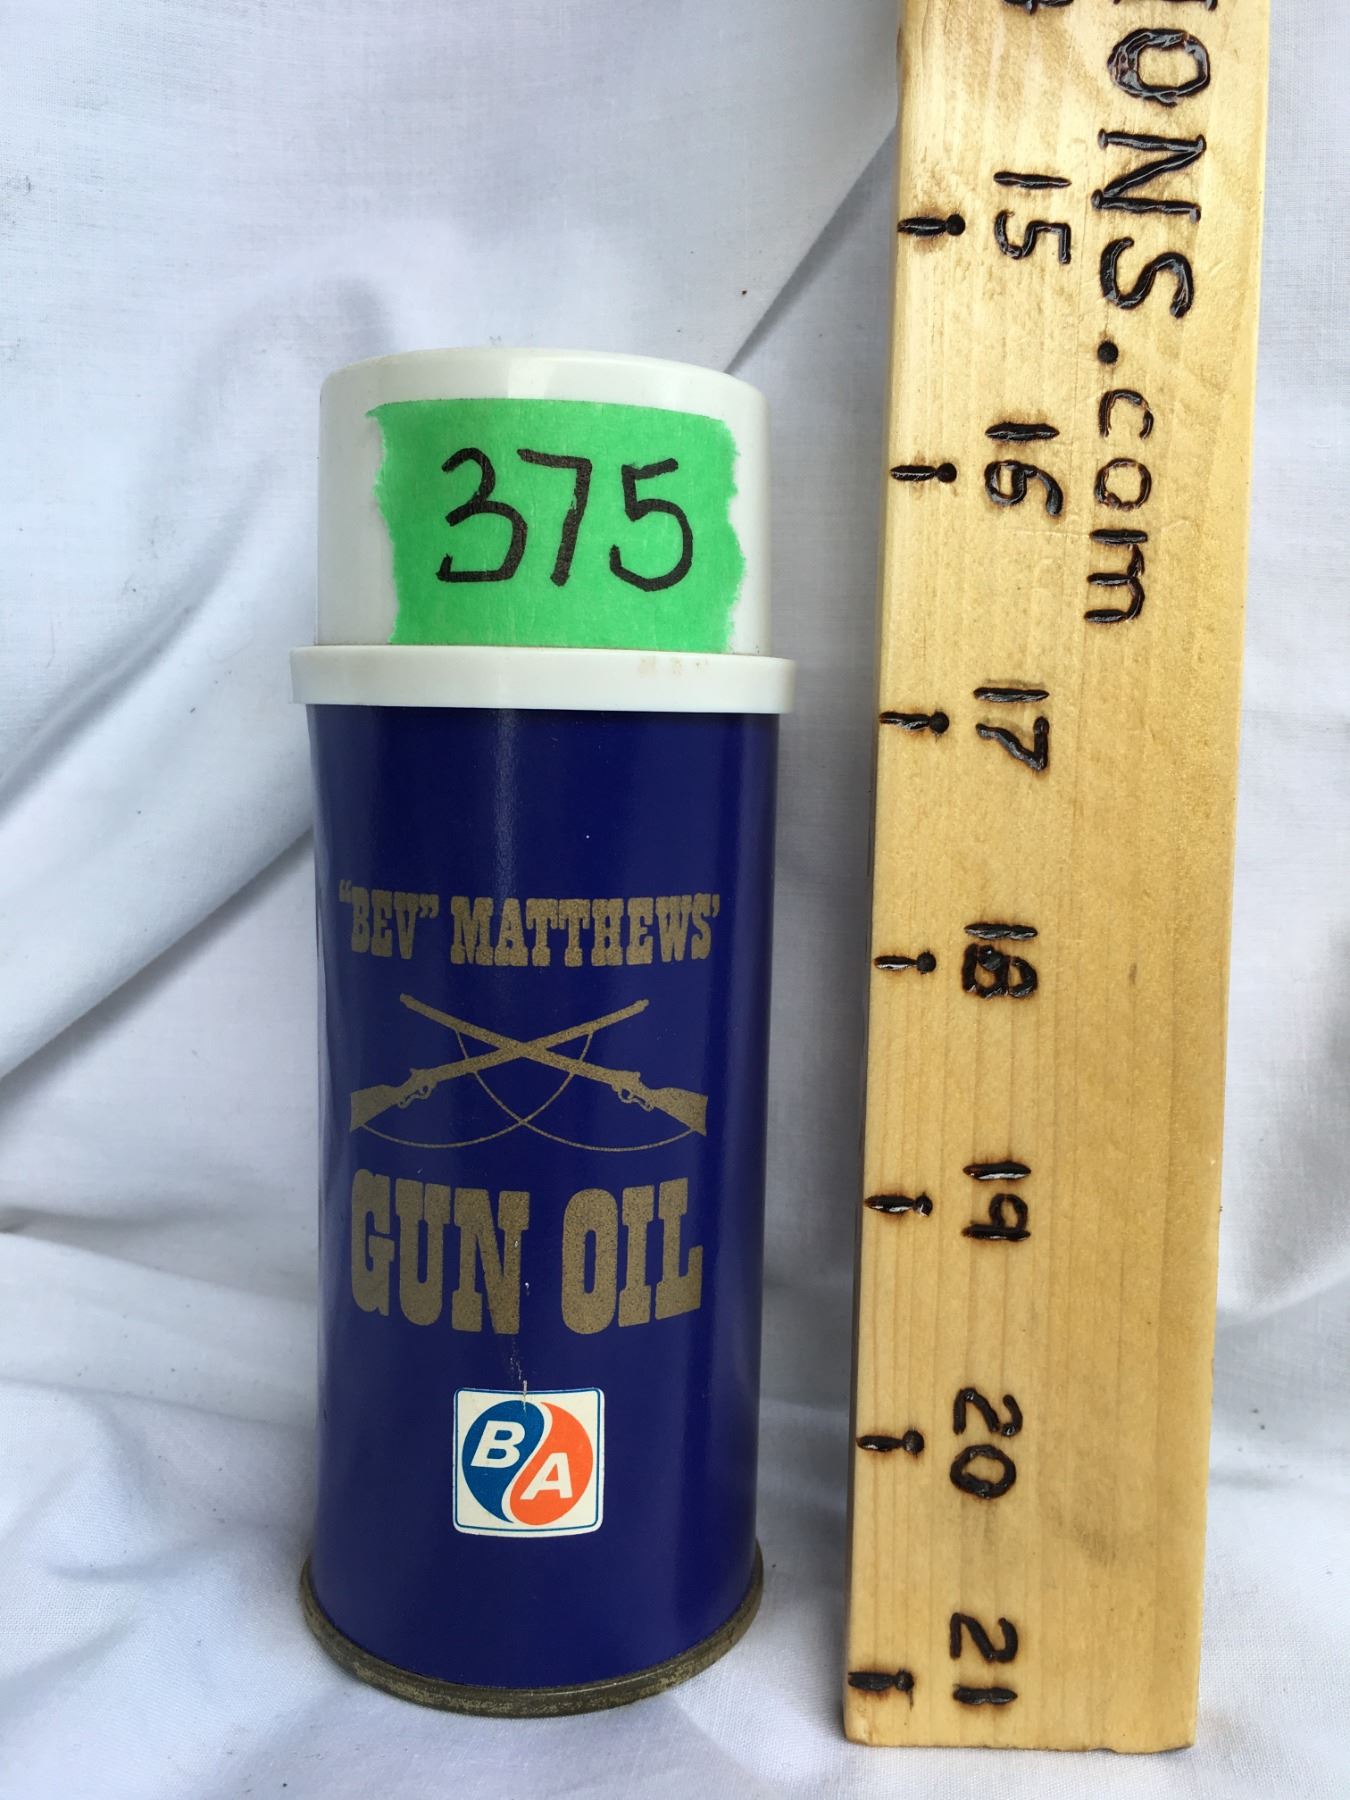 375
"BEV" MATTHEWS'
GUN OIL
BA
IONS.com
15
16
17
18
19
20
21